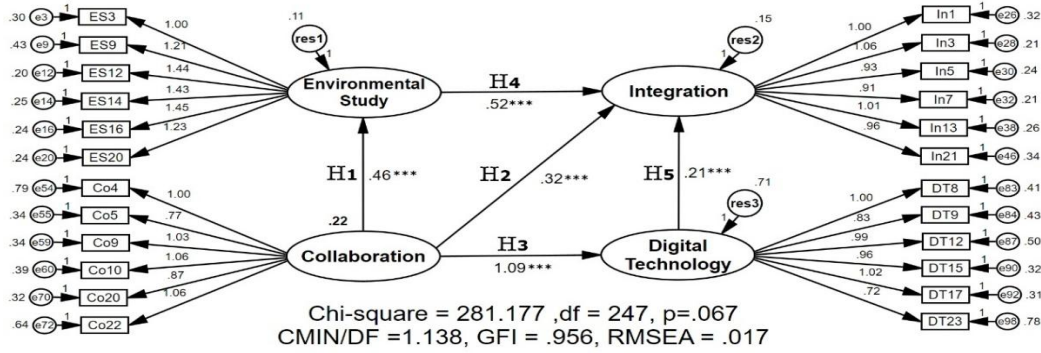 .30 e3 1 ES3 1.00
.43 e9 1 ES9 1.21
.20 e12 1 ES12 1.44
.25 e14 1 ES14 1.43
.24 e16 1 ES16 1.45
.24 e20 1 ES20 1.23
.11
res1
1
Environmental
Study
H4
.52***
.15
res2
1
Integration
1.00 In1 1 e26 .32
1.06 In3 1 e28 .21
.93 In5 1 e30 .24
.91 In7 1 e32 .21
1.01 In13 1 e38 .26
.96 In21 1 e46 .34
H1 .46***
H2 .32***
H5 .21***
.79 e54 1 Co4 1.00
.34 e55 1 Co5 .77
.34 e59 1 Co9 1.03
.39 e60 1 Co10 1.06
.32 e70 1 Co20 .87
.64 e72 1 Co22 1.06
.22
Collaboration
H3
1.09***
.71
res3
1
Digital
Technology
1.00 DT8 1 e83 .41
.83 DT9 1 e84 .43
.99 DT12 1 e87 .50
.96 DT15 1 e90 .32
1.02 DT17 1 e92 .31
.72 DT23 1 e98 .78
Chi-square = 281.177 ,df = 247, p=.067
CMIN/DF =1.138, GFI = .956, RMSEA = .017